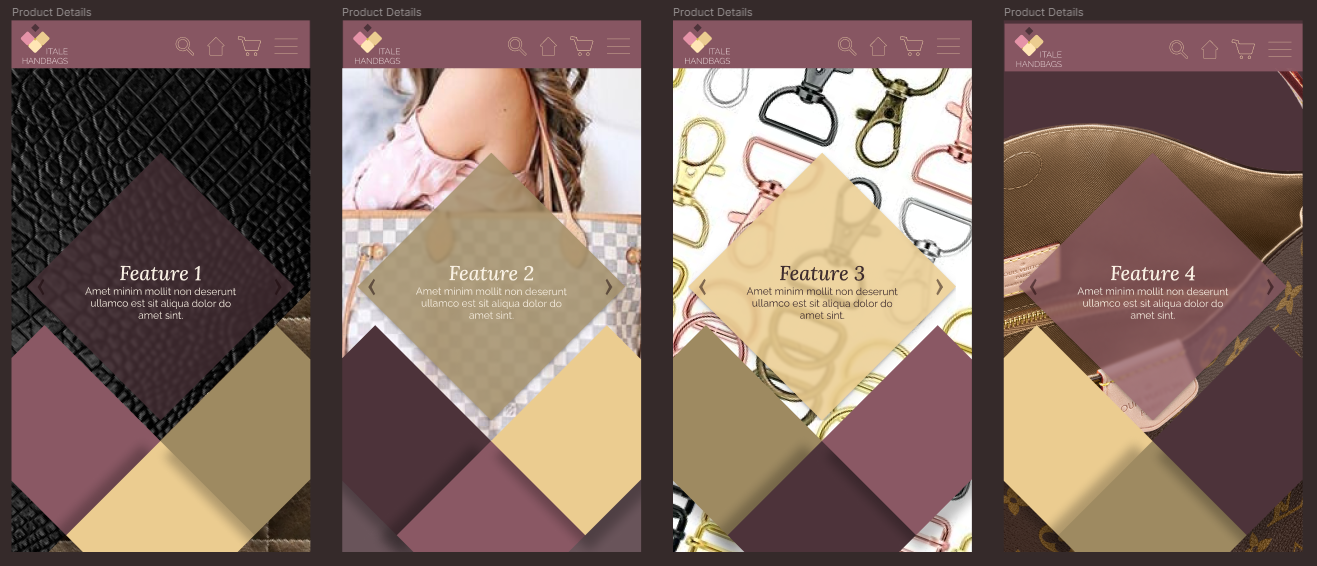 Product Details
ITALE
HANDBAGS
Feature 1
Amet minim mollit non deserunt
ullamco est sit aliqua dolor do
amet sint.
Product Details
ITALE
HANDBAGS
Feature 2
Amet minim mollit non deserunt
ullamco est sit aliqua dolor do
amet sint.
Product Details
ITALE
HANDBAGS
Feature 3
Amet minim mollit non deserunt
ullamco est sit aliqua dolor do
amet sint.
Product Details
ITALE
HANDBAGS
Feature 4
Amet minim mollit non deserunt
ullamco est sit aliqua dolor do
amet sint.